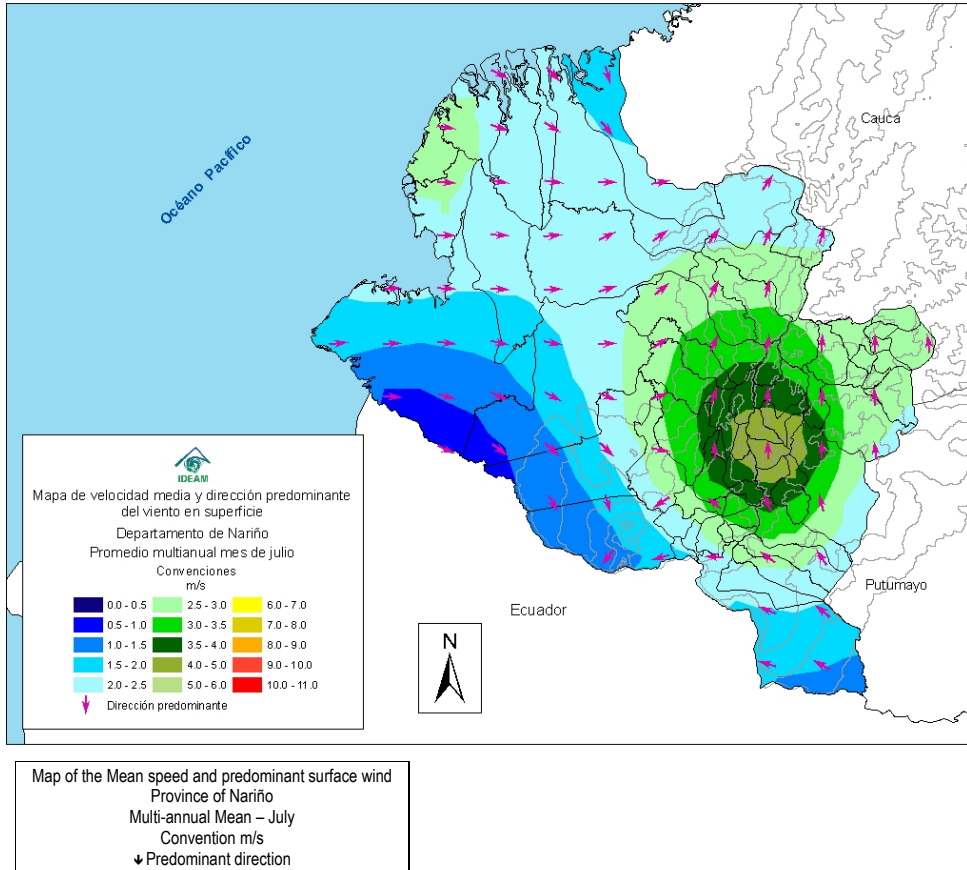 Cauca
Océano Pacífico
IDEAM
Mapa de velocidad media y dirección predominante
del viento en superficie
Departamento de Nariño
Promedio multianual mes de julio
Convenciones
m/s
0.0 - 0.5 2.5 - 3.0 6.0 - 7.0
0.5 - 1.0 3.0 - 3.5 7.0 - 8.0
1.0 - 1.5 3.5 - 4.0 8.0 - 9.0
1.5 - 2.0 4.0 - 5.0 9.0 - 10.0
2.0 - 2.5 5.0 - 6.0 10.0 - 11.0
Dirección predominante
Ecuador
Putumayo
N
Map of the Mean speed and predominant surface wind
Province of Nariño
Multi-annual Mean – July
Convention m/s
Predominant direction